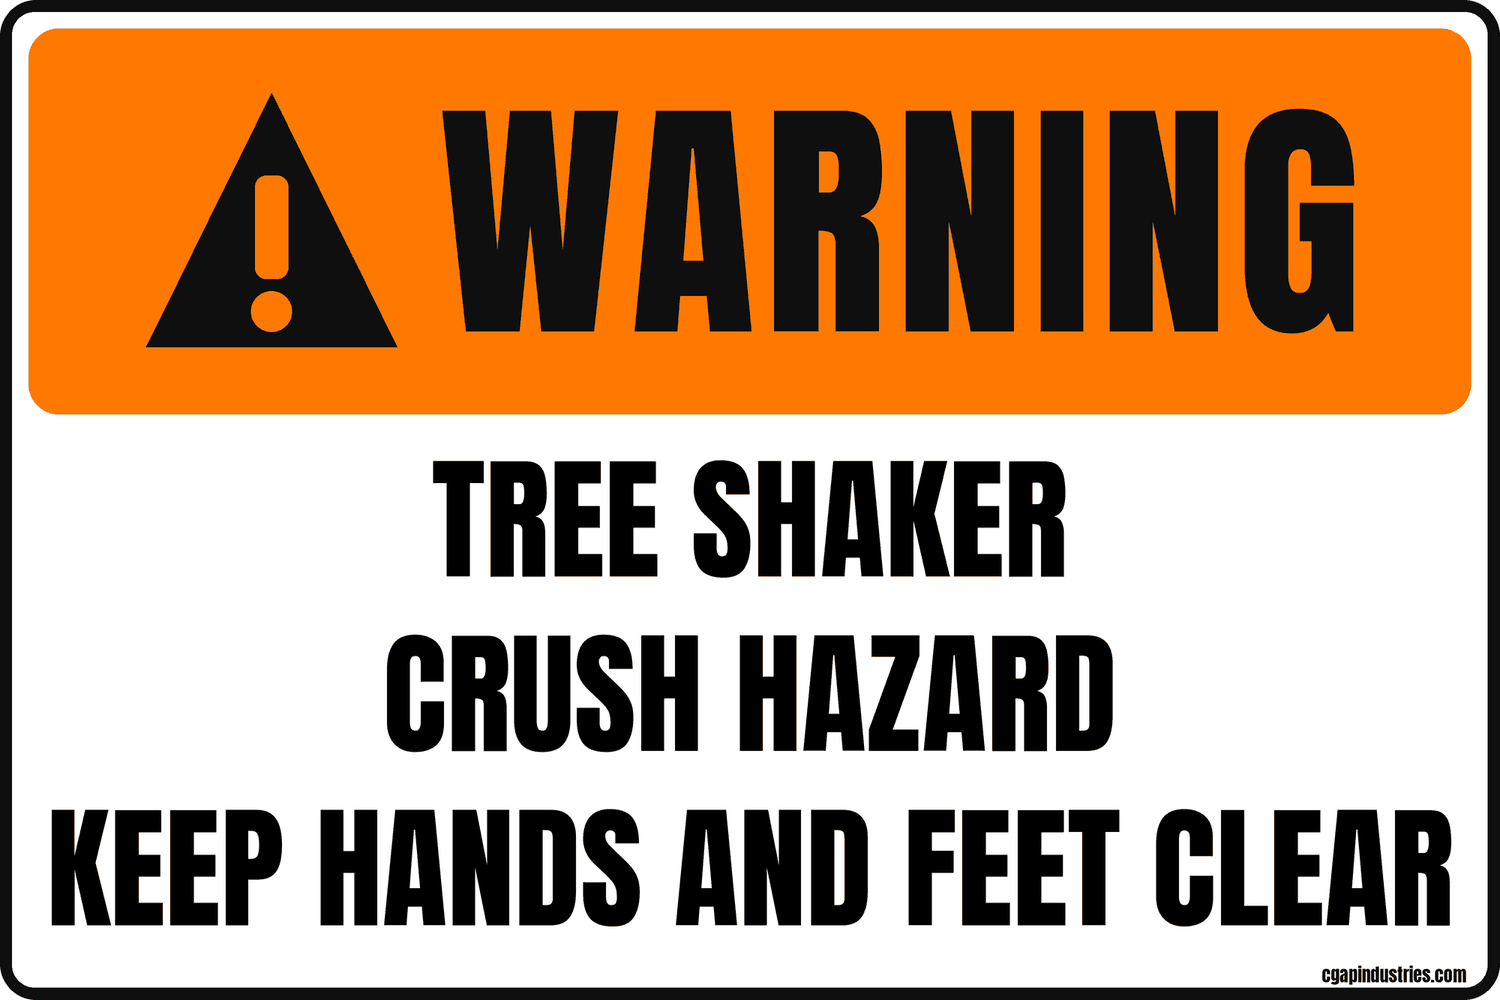 WARNING
TREE SHAKER
CRUSH HAZARD
KEEP HANDS AND FEET CLEAR
cgapindustries.com